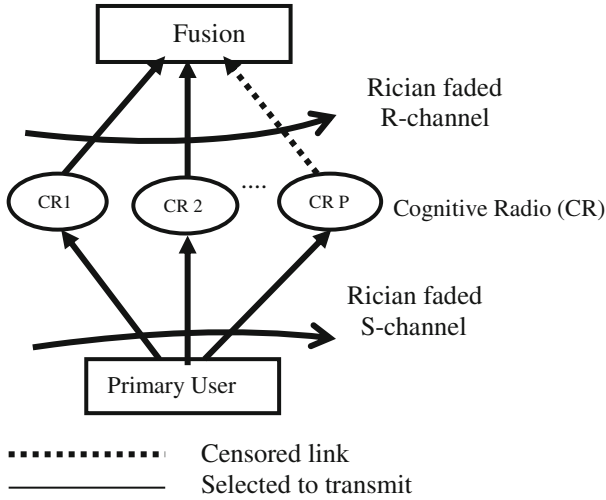 Fusion
Rician faded
R-channel
CR1
CR 2
....
CR P
Cognitive Radio (CR)
Rician faded
S-channel
Primary User
Censored link
Selected to transmit